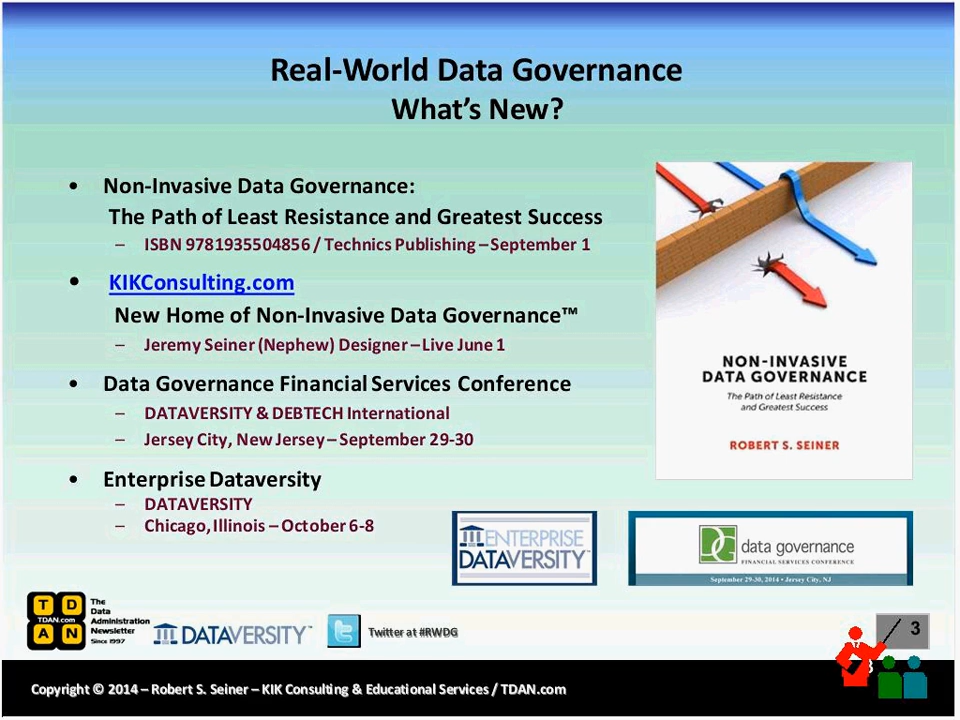 Real-World Data Governance
What's New?
• Non-Invasive Data Governance:
The Path of Least Resistance and Greatest Success
– ISBN 9781935504856 / Technics Publishing – September 1
• KIKConsulting.com
New Home of Non-Invasive Data Governance™
– Jeremy Seiner (Nephew) Designer – Live June 1
• Data Governance Financial Services Conference
– DATAVERSITY & DEBTECH International
– Jersey City, New Jersey – September 29-30
• Enterprise Dataversity
– DATAVERSITY
– Chicago, Illinois – October 6-8
NON-INVASIVE
DATA GOVERNANCE
The Path of Least Resistance
and Greatest Success
ROBERT S. SEINER
ENTERPRISE
DATAVERSITY™
DG data governance
FINANCIAL SERVICES CONFERENCE
September 29-30, 2014 • Jersey City, NJ
T D
TDAN.com
A N
The
Data
Administration
Newsletter
Since 1997
DATAVERSITY™
Twitter at #RWDG
3
3
Copyright © 2014 – Robert S. Seiner – KIK Consulting & Educational Services / TDAN.com